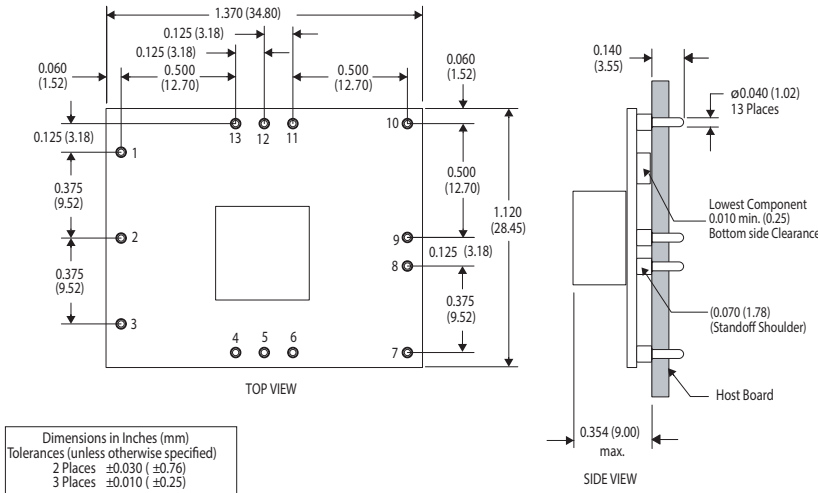 1.370 (34.80)
0.125 (3.18)
0.125 (3.18)
0.060
(1.52)
0.500
(12.70)
0.500
(12.70)
0.060
(1.52)
0.140
(3.55)
ø0.040 (1.02)
13 Places
13
12
11
10
0.125 (3.18)
1
0.375
(9.52)
0.500
(12.70)
1.120
(28.45)
Lowest Component
0.010 min. (0.25)
Bottom side Clearance
2
9
0.125 (3.18)
8
0.375
(9.52)
0.375
(9.52)
(0.070 (1.78)
(Standoff Shoulder)
3
4
5
6
7
TOP VIEW
Host Board
0.354 (9.00)
max.
SIDE VIEW
Dimensions in Inches (mm)
Tolerances (unless otherwise specified)
2 Places ±0.030 ( ±0.76)
3 Places ±0.010 ( ±0.25)